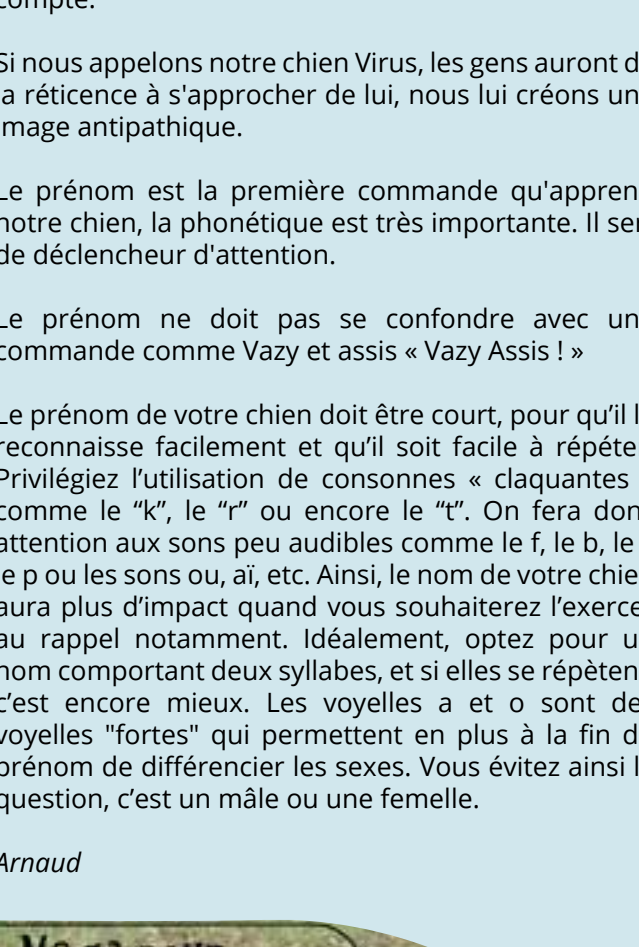 compte.
Si nous appelons notre chien Virus, les gens auront d
la réticence à s'approcher de lui, nous lui créons un
image antipathique.
Le prénom est la première commande qu'appren
notre chien, la phonétique est très importante. Il ser
de déclencheur d'attention.
Le prénom ne doit pas se confondre avec un
commande comme Vazy et assis « Vazy Assis ! »
Le prénom de votre chien doit être court, pour qu’il l
reconnaisse facilement et qu’il soit facile à répéte
Privilégiez l’utilisation de consonnes « claquantes
comme le “k”, le “r” ou encore le “t”. On fera don
attention aux sons peu audibles comme le f, le b, le
le p ou les sons ou, aï, etc. Ainsi, le nom de votre chie
aura plus d’impact quand vous souhaiterez l’exerce
au rappel notamment. Idéalement, optez pour u
nom comportant deux syllabes, et si elles se répèten
c’est encore mieux. Les voyelles a et o sont de
voyelles "fortes" qui permettent en plus à la fin d
prénom de différencier les sexes. Vous évitez ainsi l
question, c’est un mâle ou une femelle.
Arnaud